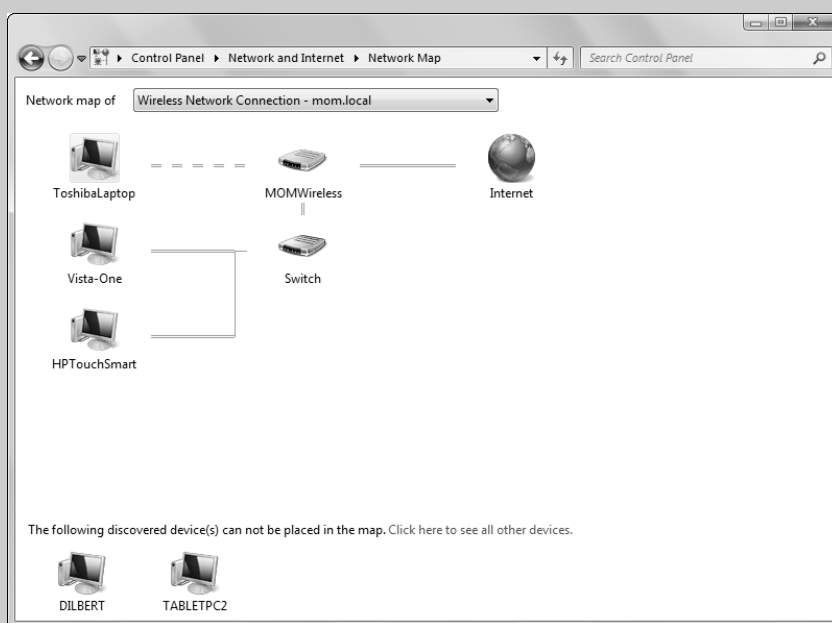 Control Panel ▸ Network and Internet ▸ Network Map
Search Control Panel
Network map of
Wireless Network Connection - mom.local
ToshibaLaptop
MOMWireless
Internet
Vista-One
Switch
HPTouchSmart
The following discovered device(s) can not be placed in the map. Click here to see all other devices.
DILBERT
TABLETPC2